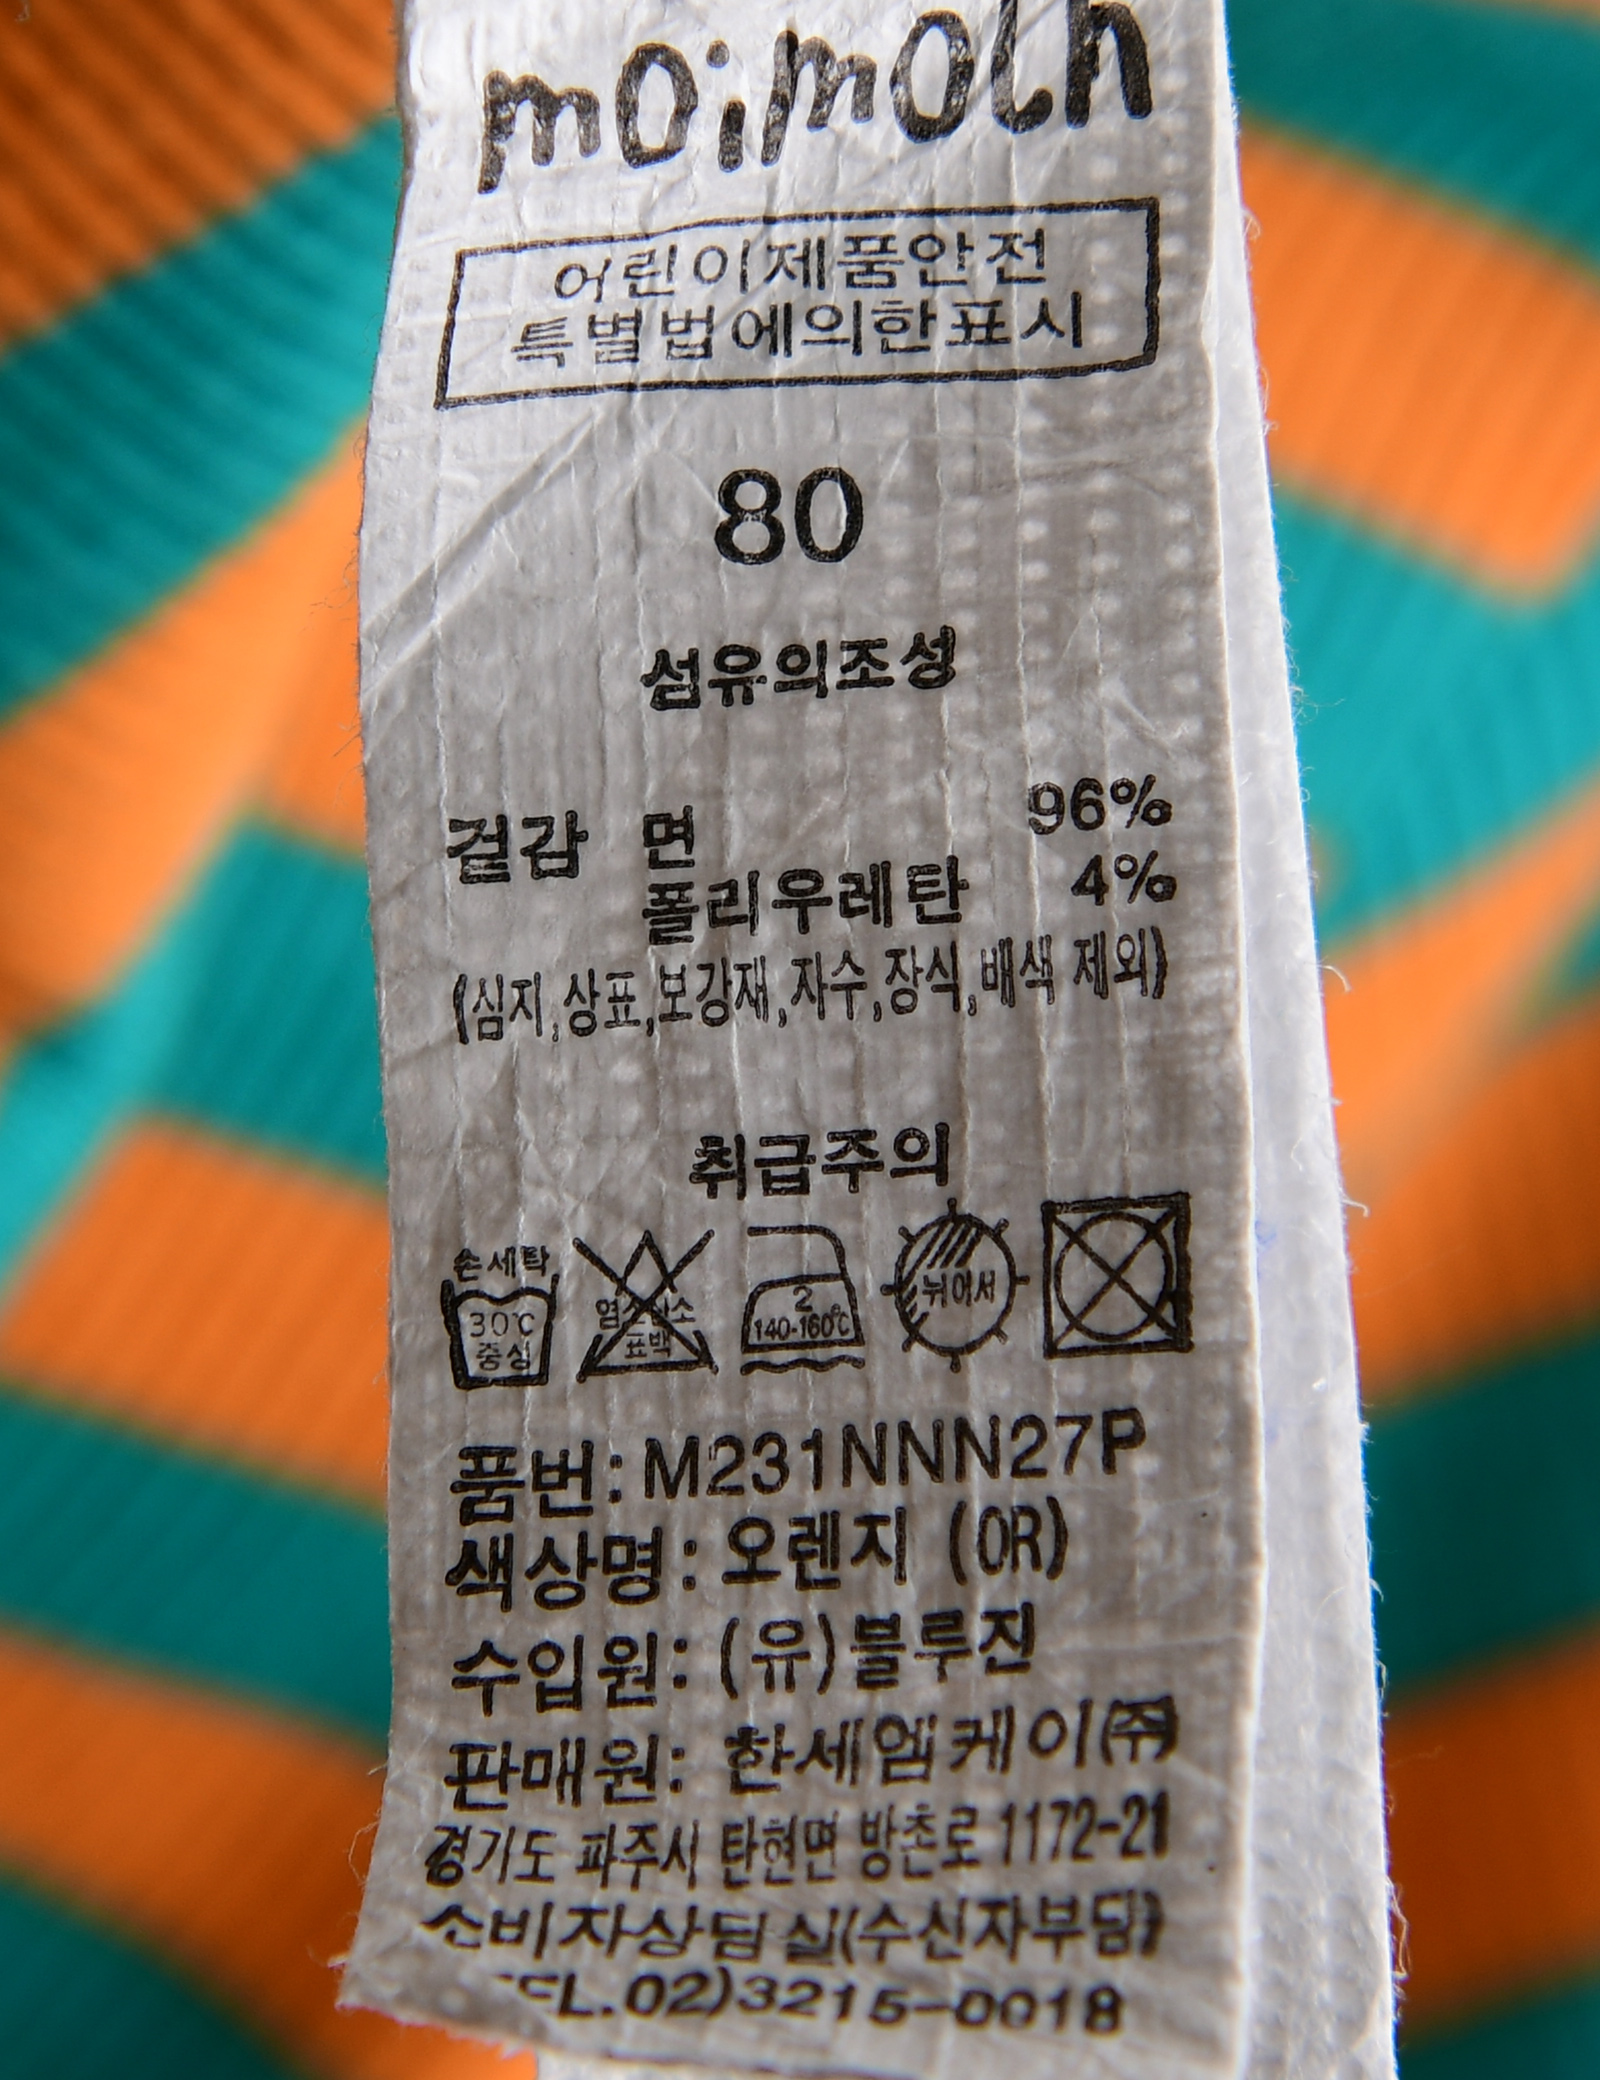 moimoln
어린이제품안전
특별법에의한표시
80
섬유의조성
겉감 면 96%
폴리우레탄 4%
(심지,상표,보강재,자수,장식,배색 제외)
취급주의
손세탁
30℃
중성
염소산소
표백
2
140-160℃
뉘어서
품번: M231NNN27P
색상명: 오렌지 (OR)
수입원: (유)블루진
판매원: 한세엠케이(주)
경기도 파주시 탄현면 방촌로 1172-21
소비자상담실(수신자부담)
TEL.02)3215-0018